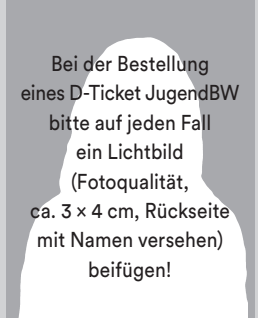 Bei der Bestellung
eines D-Ticket JugendBW
bitte auf jeden Fall
ein Lichtbild
(Fotoqualität,
ca. 3 × 4 cm, Rückseite
mit Namen versehen)
beifügen!